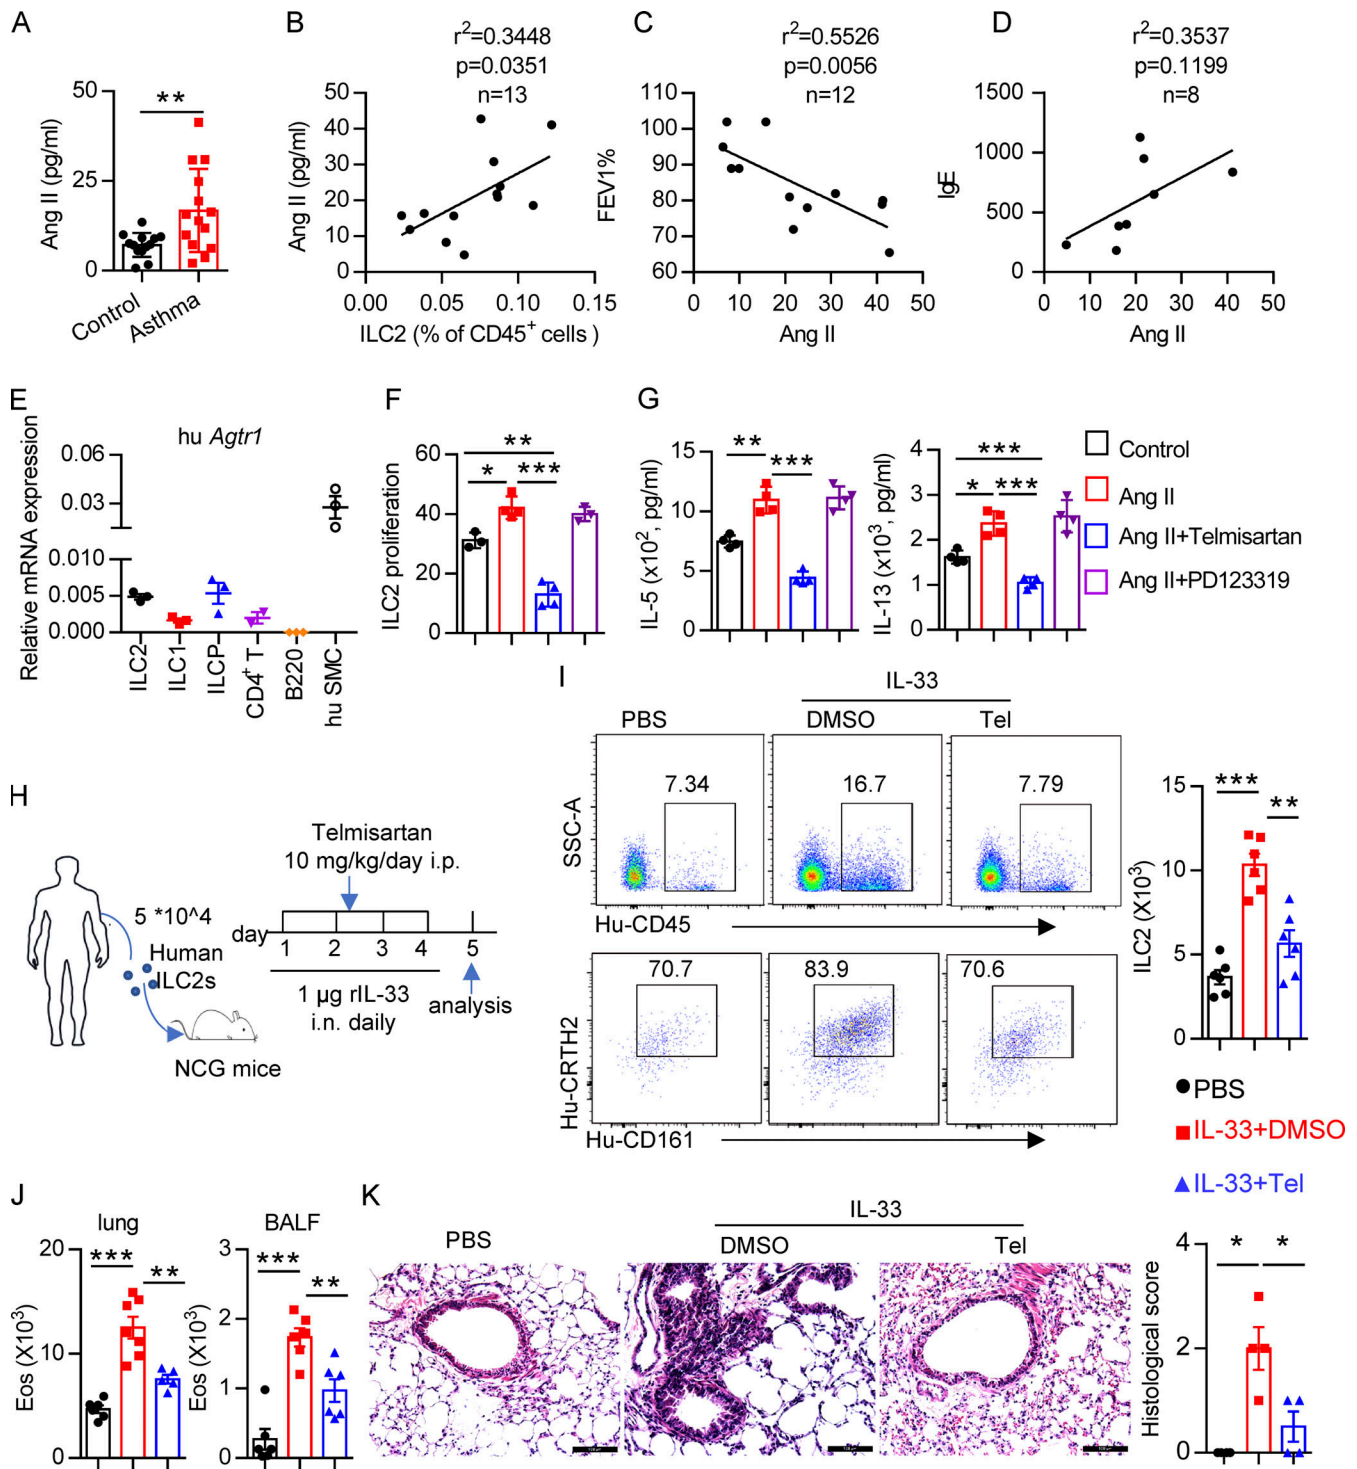 A
**
Ang II (pg/ml)
50
25
0
Control
Asthma
B
r²=0.3448
p=0.0351
n=13
Ang II (pg/ml)
50
40
30
20
10
0
0.00 0.05 0.10 0.15
ILC2 (% of CD45⁺ cells )
C
r²=0.5526
p=0.0056
n=12
FEV1%
110
100
90
80
70
60
0 10 20 30 40 50
Ang II
D
r²=0.3537
p=0.1199
n=8
IgE
1500
1000
500
0
0 10 20 30 40 50
Ang II
E
hu Agtr1
Relative mRNA expression
0.06
0.03
0.010
0.005
0.000
ILC2
ILC1
ILCP
CD4⁺ T
B220
hu SMC
F
ILC2 proliferation
60
40
20
0
**
* ***
G
IL-5 (x10², pg/ml)
15
10
5
0
** ***
IL-13 (x10³, pg/ml)
4
3
2
1
0
***
* ***
Control
Ang II
Ang II+Telmisartan
Ang II+PD123319
H
5 *10^4
Human
ILC2s
NCG mice
Telmisartan
10 mg/kg/day i.p.
day 1 2 3 4 5
1 µg rIL-33
i.n. daily
analysis
I
IL-33
PBS DMSO Tel
SSC-A
7.34 16.7 7.79
Hu-CD45
Hu-CRTH2
70.7 83.9 70.6
Hu-CD161
ILC2 (X10³)
15
10
5
0
*** **
PBS
IL-33+DMSO
IL-33+Tel
J
lung
Eos (X10³)
20
10
0
*** **
BALF
Eos (X10³)
3
2
1
0
*** **
K
IL-33
PBS DMSO Tel
Histological score
4
2
0
* *